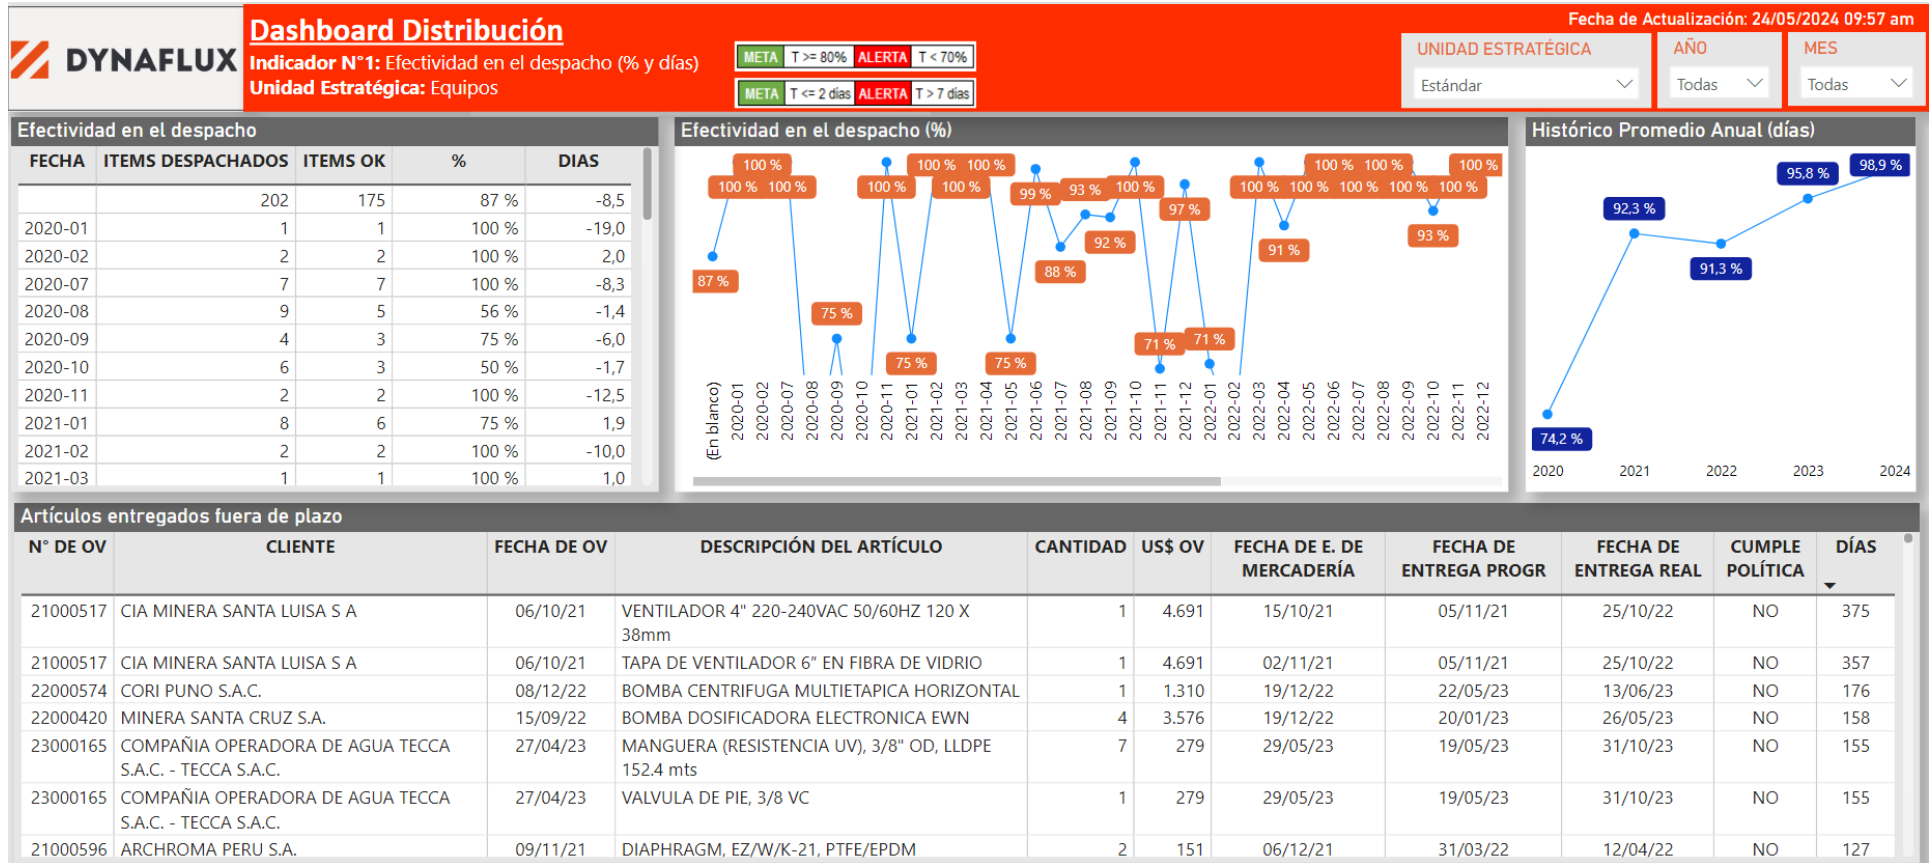 DYNAFLUX
Dashboard Distribución
Indicador N°1: Efectividad en el despacho (% y días)
Unidad Estratégica: Equipos
META T >= 80% ALERTA T < 70%
META T <= 2 dias ALERTA T > 7 dias
Fecha de Actualización: 24/05/2024 09:57 am
UNIDAD ESTRATÉGICA
Estándar
AÑO
Todas
MES
Todas
Efectividad en el despacho
FECHA ITEMS DESPACHADOS ITEMS OK % DIAS
202 175 87 % -8,5
2020-01 1 1 100 % -19,0
2020-02 2 2 100 % 2,0
2020-07 7 7 100 % -8,3
2020-08 9 5 56 % -1,4
2020-09 4 3 75 % -6,0
2020-10 6 3 50 % -1,7
2020-11 2 2 100 % -12,5
2021-01 8 6 75 % 1,9
2021-02 2 2 100 % -10,0
2021-03 1 1 100 % 1,0
Efectividad en el despacho (%)
100 % 100 % 100 % 100 % 100 % 100 %
100 % 100 % 100 % 100 % 99 % 93 % 100 % 100 % 100 % 100 % 100 % 100 %
97 %
92 % 91 % 93 %
87 % 88 %
75 %
71 % 71 %
75 % 75 %
(En blanco) 2020-01 2020-02 2020-07 2020-08 2020-09 2020-10 2020-11 2021-01 2021-02 2021-03 2021-04 2021-05 2021-06 2021-07 2021-08 2021-09 2021-10 2021-11 2021-12 2022-01 2022-02 2022-03 2022-04 2022-05 2022-06 2022-07 2022-08 2022-09 2022-10 2022-11 2022-12
Histórico Promedio Anual (días)
98,9 %
95,8 %
92,3 %
91,3 %
74,2 %
2020 2021 2022 2023 2024
Artículos entregados fuera de plazo
N° DE OV CLIENTE FECHA DE OV DESCRIPCIÓN DEL ARTÍCULO CANTIDAD US$ OV FECHA DE E. DE MERCADERÍA FECHA DE ENTREGA PROGR FECHA DE ENTREGA REAL CUMPLE POLÍTICA DÍAS
21000517 CIA MINERA SANTA LUISA S A 06/10/21 VENTILADOR 4" 220-240VAC 50/60HZ 120 X 1 4.691 15/10/21 05/11/21 25/10/22 NO 375
38mm
21000517 CIA MINERA SANTA LUISA S A 06/10/21 TAPA DE VENTILADOR 6" EN FIBRA DE VIDRIO 1 4.691 02/11/21 05/11/21 25/10/22 NO 357
22000574 CORI PUNO S.A.C. 08/12/22 BOMBA CENTRIFUGA MULTIETAPICA HORIZONTAL 1 1.310 19/12/22 22/05/23 13/06/23 NO 176
22000420 MINERA SANTA CRUZ S.A. 15/09/22 BOMBA DOSIFICADORA ELECTRONICA EWN 4 3.576 19/12/22 20/01/23 26/05/23 NO 158
23000165 COMPAÑIA OPERADORA DE AGUA TECCA 27/04/23 MANGUERA (RESISTENCIA UV), 3/8" OD, LLDPE 7 279 29/05/23 19/05/23 31/10/23 NO 155
S.A.C. - TECCA S.A.C. 152.4 mts
23000165 COMPAÑIA OPERADORA DE AGUA TECCA 27/04/23 VALVULA DE PIE, 3/8 VC 1 279 29/05/23 19/05/23 31/10/23 NO 155
S.A.C. - TECCA S.A.C.
21000596 ARCHROMA PERU S.A. 09/11/21 DIAPHRAGM, EZ/W/K-21, PTFE/EPDM 2 151 06/12/21 31/03/22 12/04/22 NO 127